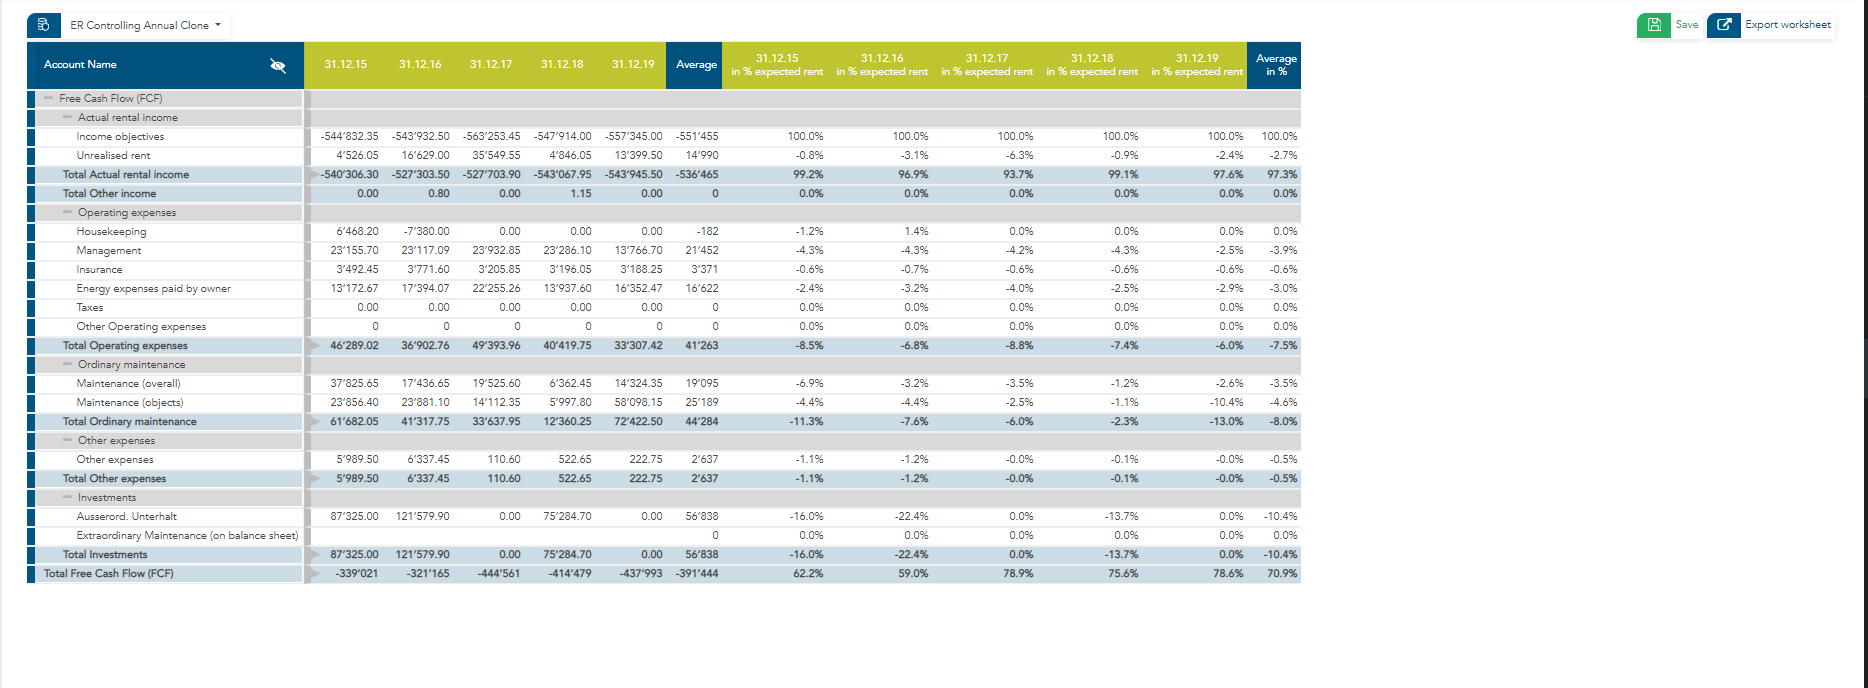 ER Controlling Annual Clone
Save
Export worksheet
Account Name 31.12.15 31.12.16 31.12.17 31.12.18 31.12.19 Average 31.12.15 in % expected rent 31.12.16 in % expected rent 31.12.17 in % expected rent 31.12.18 in % expected rent 31.12.19 in % expected rent Average in %
Free Cash Flow (FCF)
Actual rental income
Income objectives -544'832.35 -543'932.50 -563'253.45 -547'914.00 -557'345.00 -551'455 100.0% 100.0% 100.0% 100.0% 100.0% 100.0%
Unrealised rent 4'526.05 16'629.00 35'549.55 4'846.05 13'399.50 14'990 -0.8% -3.1% -6.3% -0.9% -2.4% -2.7%
Total Actual rental income -540'306.30 -527'303.50 -527'703.90 -543'067.95 -543'945.50 -536'465 99.2% 96.9% 93.7% 99.1% 97.6% 97.3%
Total Other income 0.00 0.80 0.00 1.15 0.00 0 0.0% 0.0% 0.0% 0.0% 0.0% 0.0%
Operating expenses
Housekeeping 6'468.20 -7'380.00 0.00 0.00 0.00 -182 -1.2% 1.4% 0.0% 0.0% 0.0% 0.0%
Management 23'155.70 23'117.09 23'932.85 23'286.10 13'766.70 21'452 -4.3% -4.3% -4.2% -4.3% -2.5% -3.9%
Insurance 3'492.45 3'771.60 3'205.85 3'196.05 3'188.25 3'371 -0.6% -0.7% -0.6% -0.6% -0.6% -0.6%
Energy expenses paid by owner 13'172.67 17'394.07 22'255.26 13'937.60 16'352.47 16'622 -2.4% -3.2% -4.0% -2.5% -2.9% -3.0%
Taxes 0.00 0.00 0.00 0.00 0.00 0 0.0% 0.0% 0.0% 0.0% 0.0% 0.0%
Other Operating expenses 0 0 0 0 0 0 0.0% 0.0% 0.0% 0.0% 0.0% 0.0%
Total Operating expenses 46'289.02 36'902.76 49'393.96 40'419.75 33'307.42 41'263 -8.5% -6.8% -8.8% -7.4% -6.0% -7.5%
Ordinary maintenance
Maintenance (overall) 37'825.65 17'436.65 19'525.60 6'362.45 14'324.35 19'095 -6.9% -3.2% -3.5% -1.2% -2.6% -3.5%
Maintenance (objects) 23'856.40 23'881.10 14'112.35 5'997.80 58'098.15 25'189 -4.4% -4.4% -2.5% -1.1% -10.4% -4.6%
Total Ordinary maintenance 61'682.05 41'317.75 33'637.95 12'360.25 72'422.50 44'284 -11.3% -7.6% -6.0% -2.3% -13.0% -8.0%
Other expenses
Other expenses 5'989.50 6'337.45 110.60 522.65 222.75 2'637 -1.1% -1.2% -0.0% -0.1% -0.0% -0.5%
Total Other expenses 5'989.50 6'337.45 110.60 522.65 222.75 2'637 -1.1% -1.2% -0.0% -0.1% -0.0% -0.5%
Investments
Ausserord. Unterhalt 87'325.00 121'579.90 0.00 75'284.70 0.00 56'838 -16.0% -22.4% 0.0% -13.7% 0.0% -10.4%
Extraordinary Maintenance (on balance sheet) 0 0.0% 0.0% 0.0% 0.0% 0.0% 0.0%
Total Investments 87'325.00 121'579.90 0.00 75'284.70 0.00 56'838 -16.0% -22.4% 0.0% -13.7% 0.0% -10.4%
Total Free Cash Flow (FCF) -339'021 -321'165 -444'561 -414'479 -437'993 -391'444 62.2% 59.0% 78.9% 75.6% 78.6% 70.9%